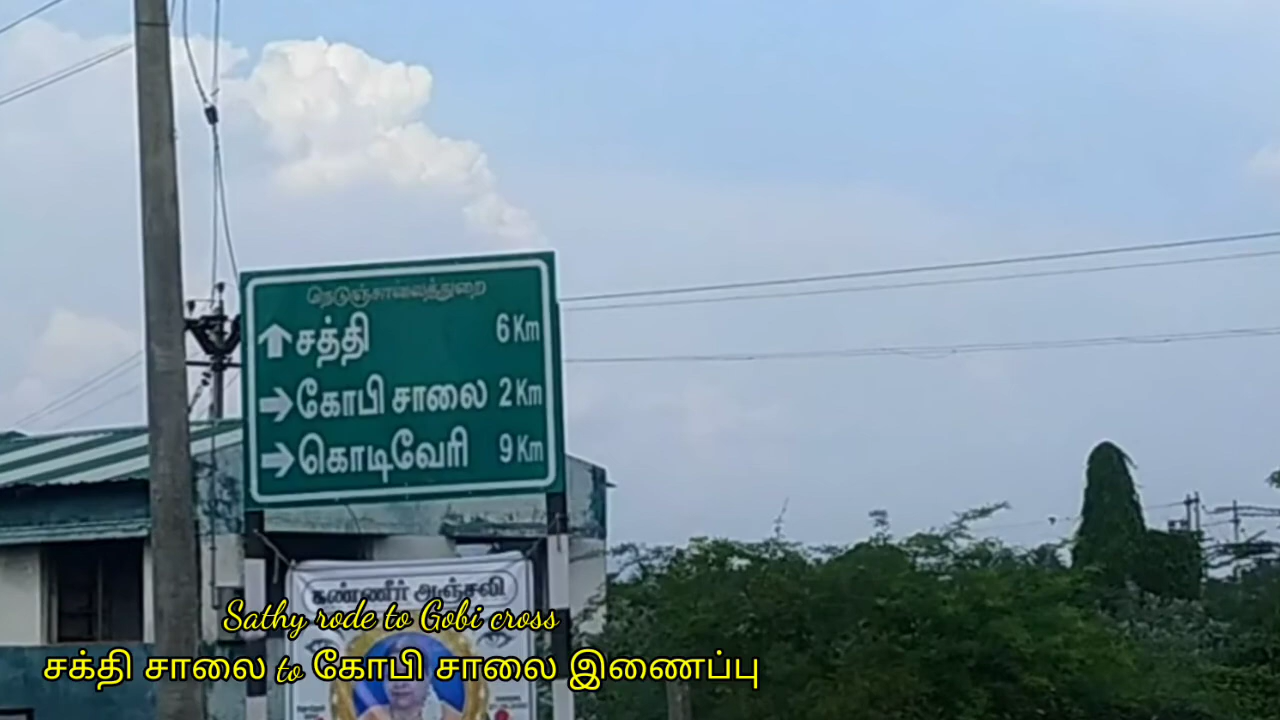 நெடுஞ்சாலைத்துறை
சத்தி 6 Km
கோபி சாலை 2 Km
கொடிவேரி 9 Km
கண்ணீர் அஞ்சலி
Sathy rode to Gobi cross
சக்தி சாலை to கோபி சாலை இணைப்பு